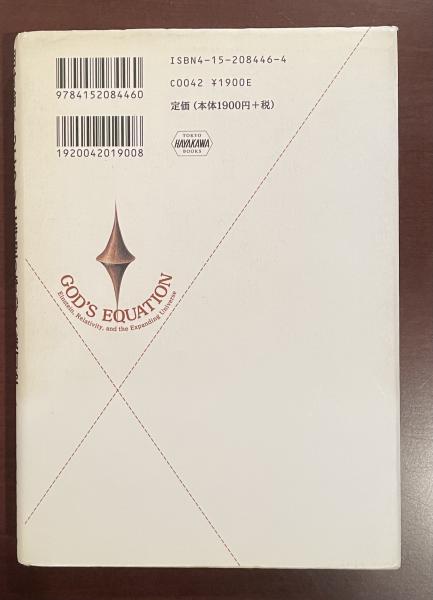 ISBN4-15-208446-4
9784152084460
C0042 ¥1900E
定価(本体1900円+税)
1920042019008
TOKYO
HAYAKAWA
BOOKS
GOD'S EQUATION
Einstein, Relativity, and the Expanding Universe